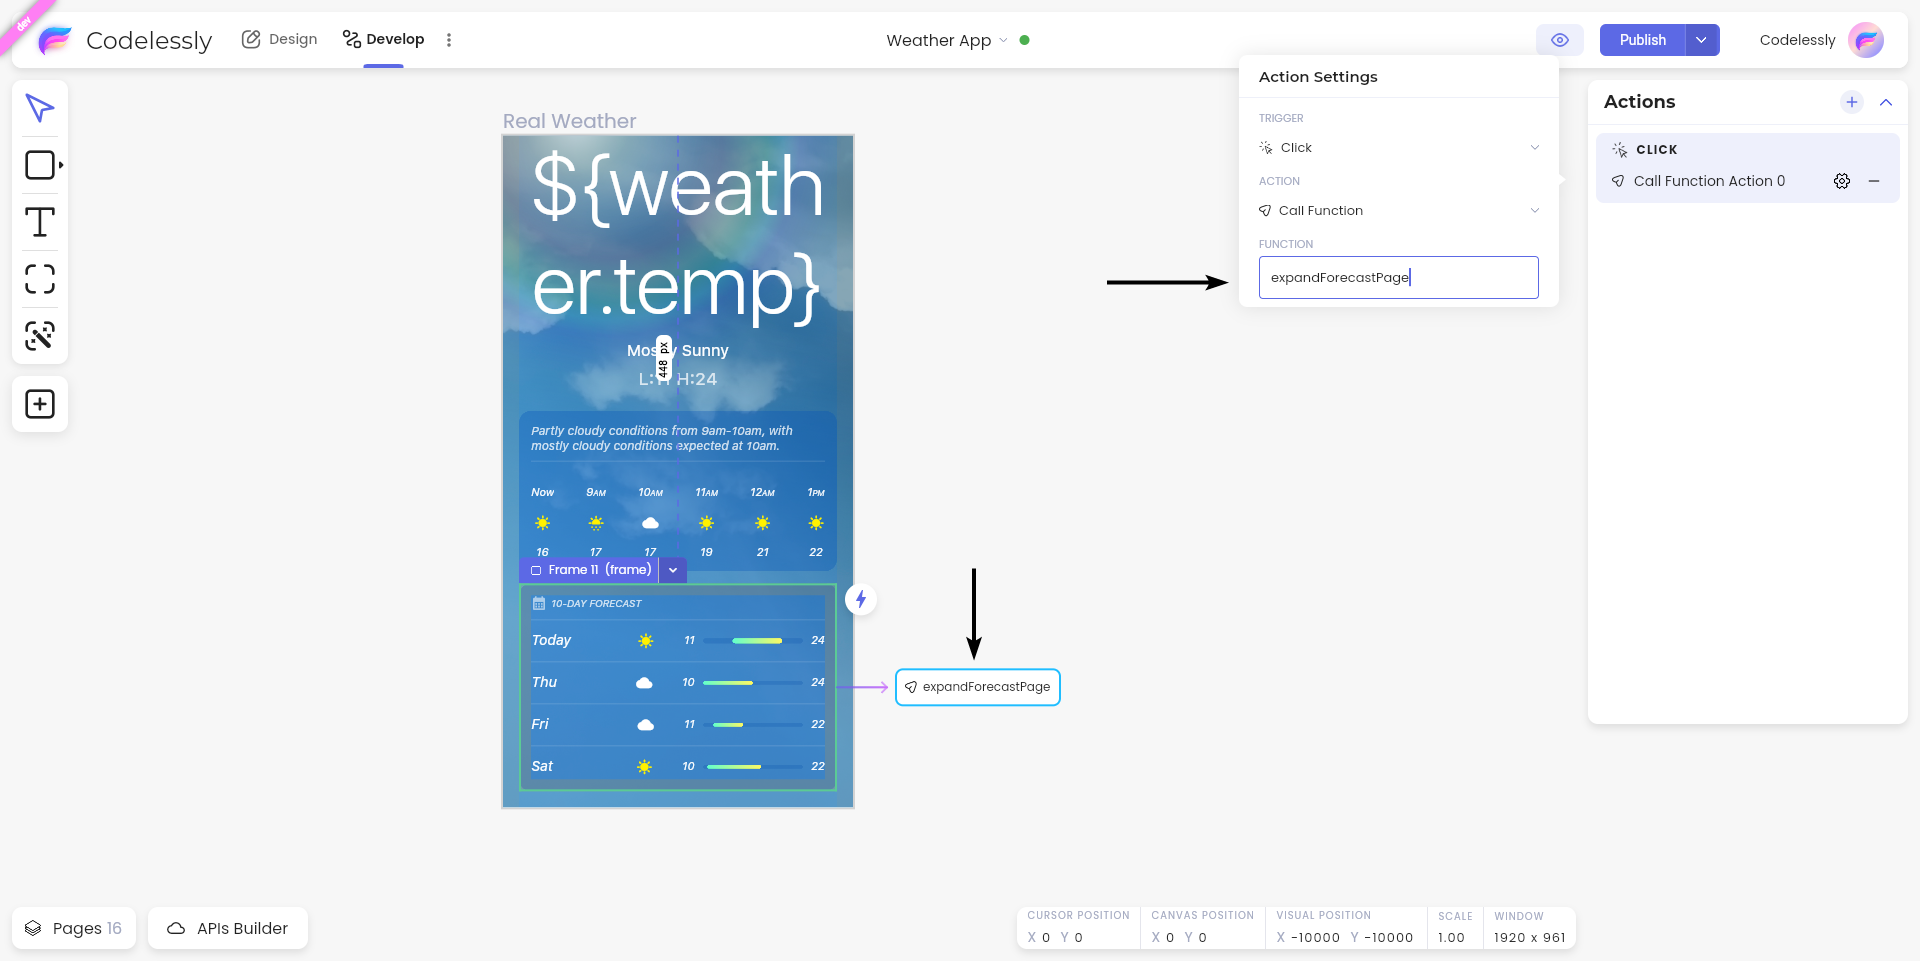 dev
Codelessly
Design
Develop
Weather App
Publish
Codelessly
Action Settings
TRIGGER
Click
ACTION
Call Function
FUNCTION
expandForecastPage
Actions
CLICK
Call Function Action 0
Real Weather
${weath
er.temp}
448 px
Sunny
H:24
Partly cloudy conditions from 9am-10am, with
mostly cloudy conditions expected at 10am.
Now 9AM 10AM 11AM 12AM 1PM
16 17 17 19 21 22
Frame 11 (frame)
10-DAY FORECAST
Today 11 24
Thu 10 24
Fri 11 22
Sat 10 22
expandForecastPage
Pages 16
APIs Builder
CURSOR POSITION CANVAS POSITION VISUAL POSITION SCALE WINDOW
X 0 Y 0 X 0 Y 0 X -10000 Y -10000 1.00 1920 x 961